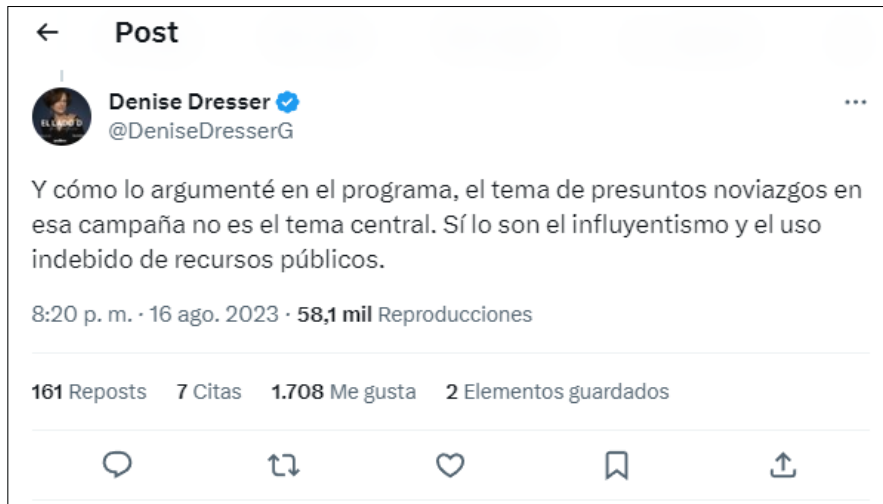 Post
Denise Dresser
@DeniseDresserG
EL LADO D
Y cómo lo argumenté en el programa, el tema de presuntos noviazgos en
esa campaña no es el tema central. Sí lo son el influyentismo y el uso
indebido de recursos públicos.
8:20 p. m. · 16 ago. 2023 · 58,1 mil Reproducciones
161 Reposts 7 Citas 1.708 Me gusta 2 Elementos guardados